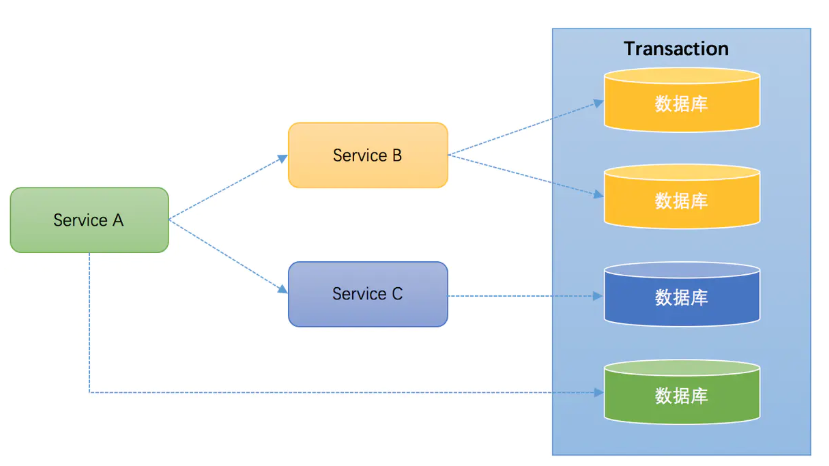 Transaction
数据库
Service B
数据库
Service A
Service C
数据库
数据库